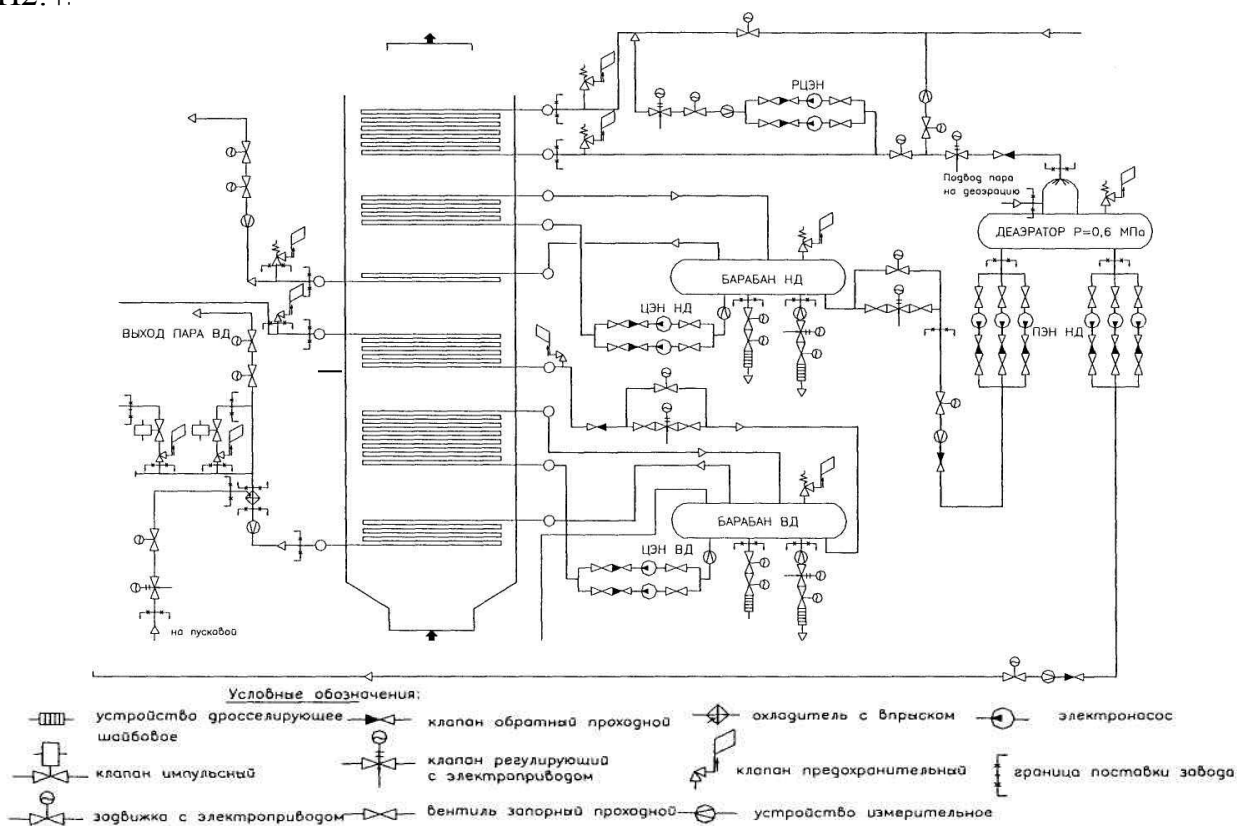 РЦЭН
Подвод пара
на деаэрацию
ДЕАЭРАТОР Р=0,6 МПа
БАРАБАН НД
ЦЭН НД
ПЭН НД
ВЫХОД ПАРА ВД
БАРАБАН ВД
ЦЭН ВД
на пусковой
Условные обозначения:
устройство дросселирующее
шайбовое
клапан обратный проходной
охладитель с впрыском
электронасос
клапан импульсный
клапан регулирующий
с электроприводом
клапан предохранительный
граница поставки завода
задвижка с электроприводом
вентиль запорный проходной
устройство измерительное